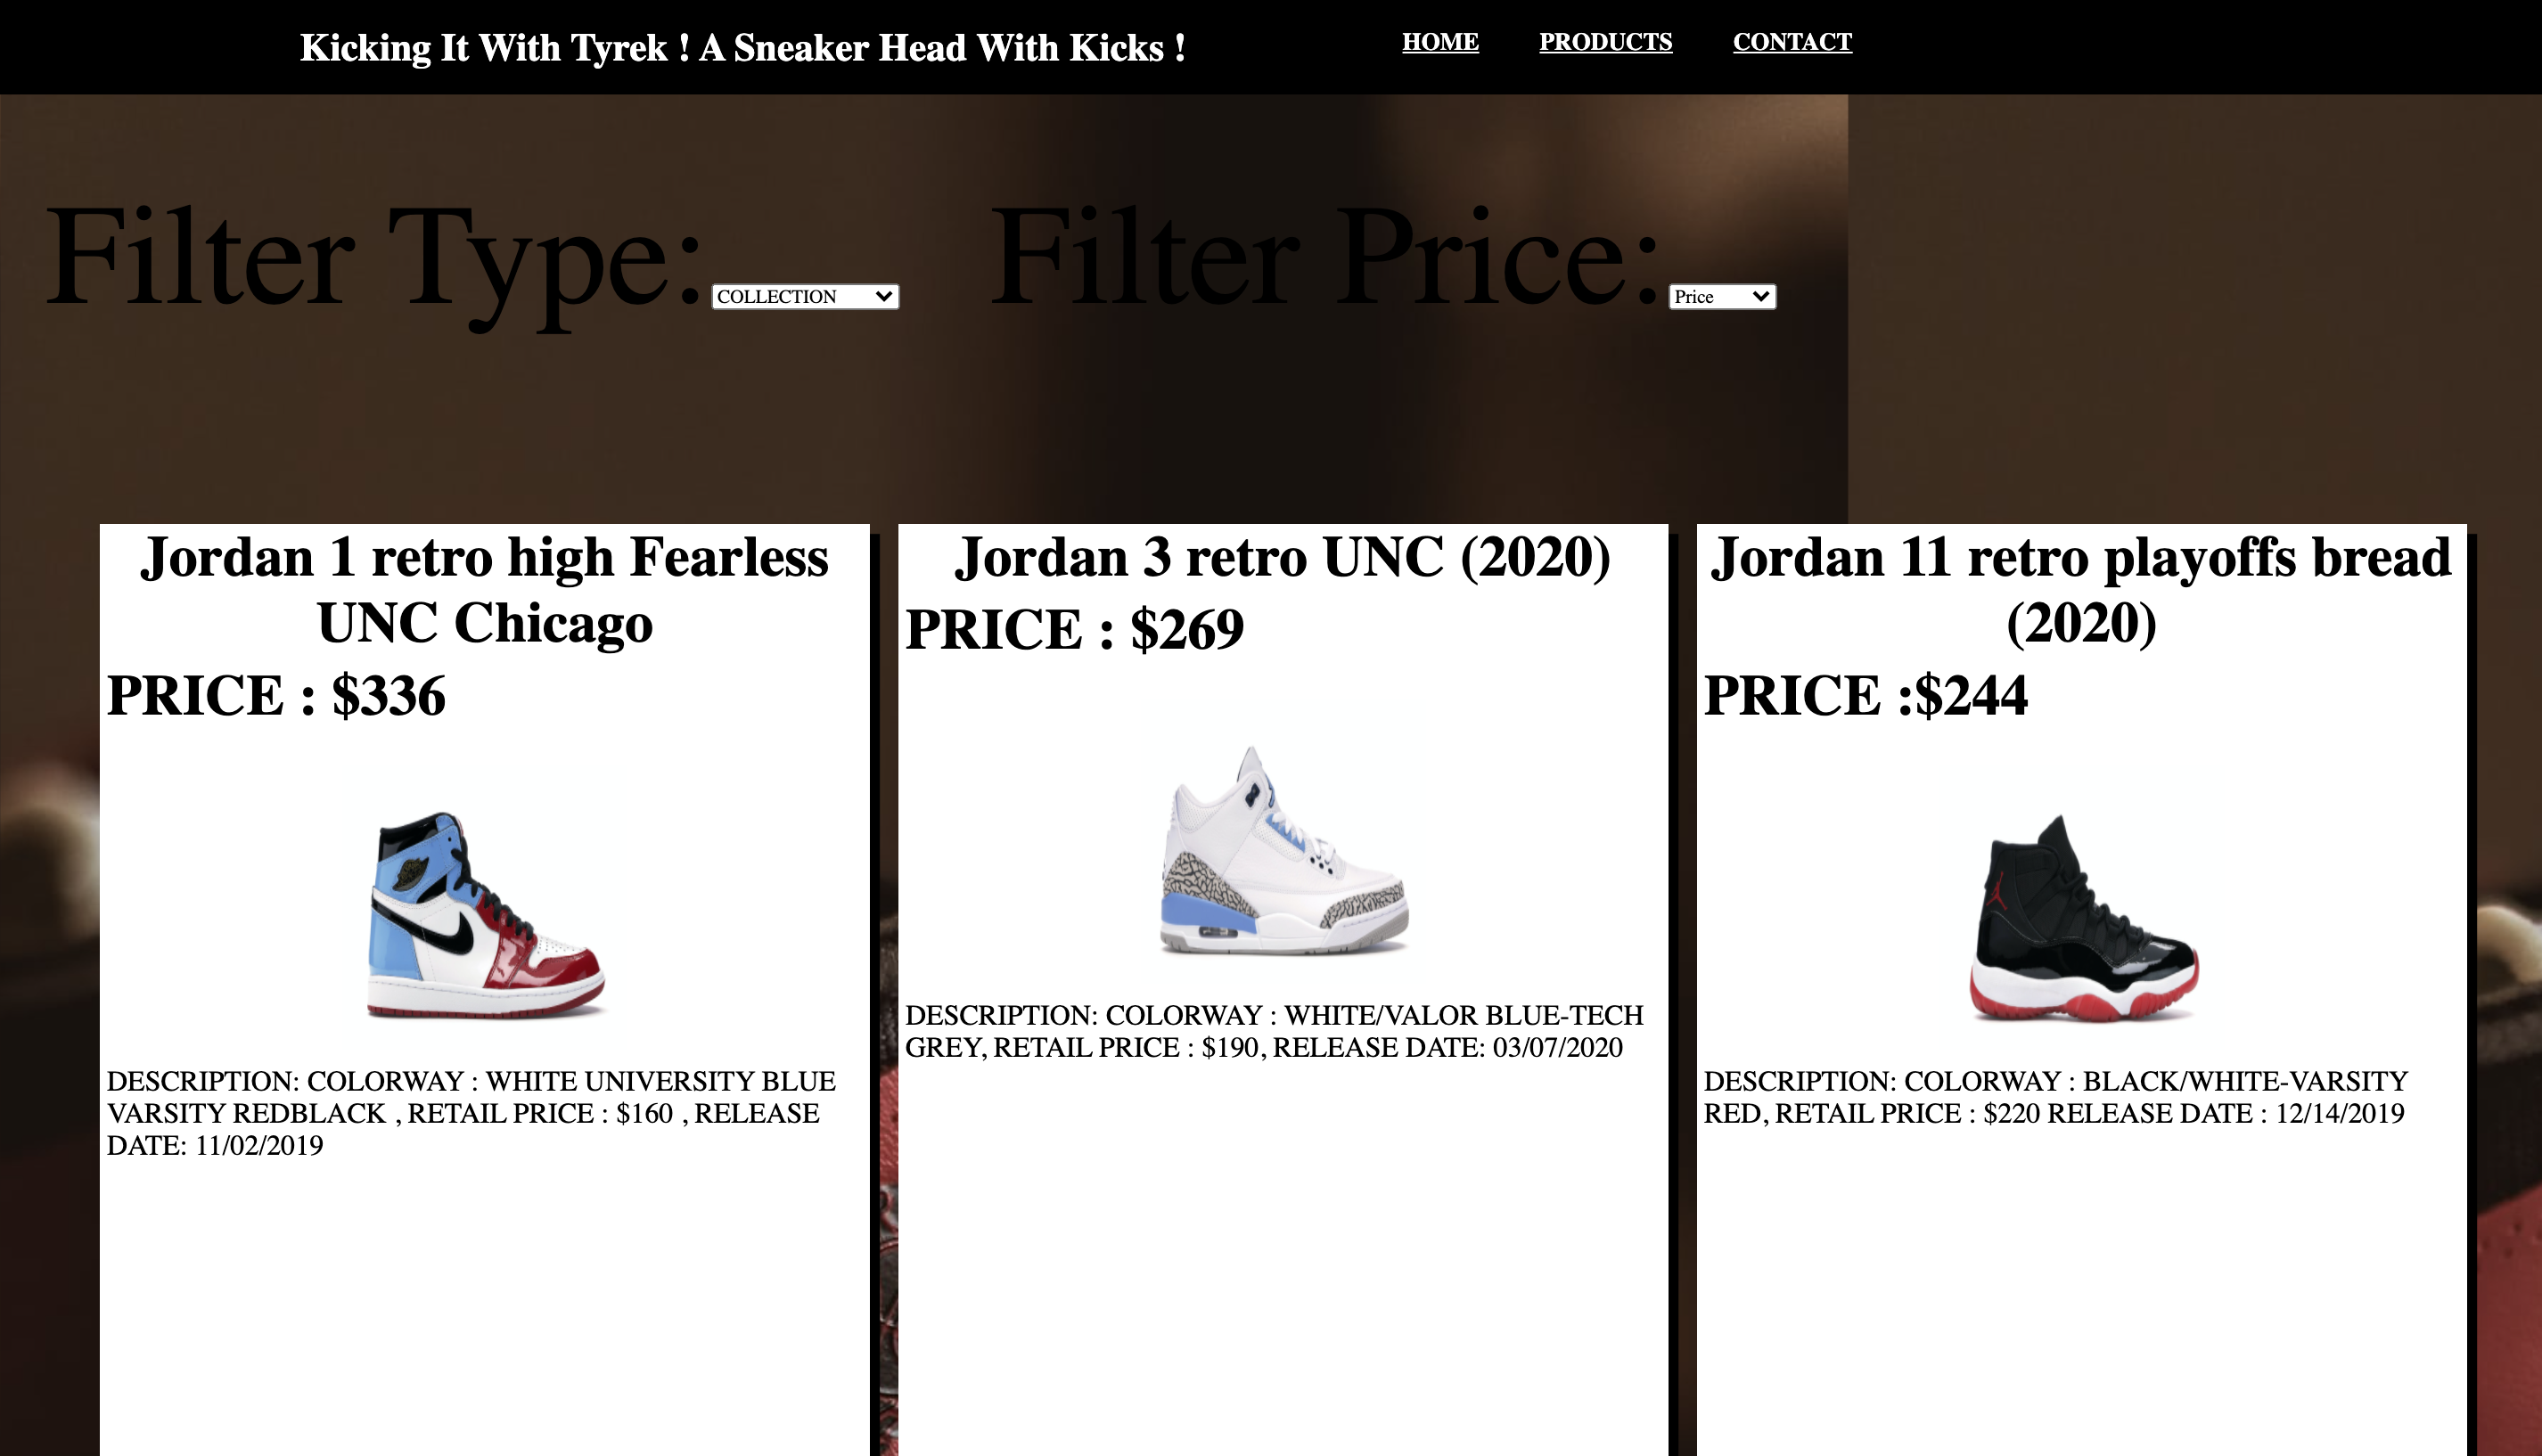 Kicking It With Tyrek ! A Sneaker Head With Kicks !
HOME PRODUCTS CONTACT
Filter Type: COLLECTION Filter Price: Price
Jordan 1 retro high Fearless
UNC Chicago
PRICE : $336
DESCRIPTION: COLORWAY : WHITE UNIVERSITY BLUE
VARSITY REDBLACK , RETAIL PRICE : $160 , RELEASE
DATE: 11/02/2019
Jordan 3 retro UNC (2020)
PRICE : $269
DESCRIPTION: COLORWAY : WHITE/VALOR BLUE-TECH
GREY, RETAIL PRICE : $190, RELEASE DATE: 03/07/2020
Jordan 11 retro playoffs bread
(2020)
PRICE :$244
DESCRIPTION: COLORWAY : BLACK/WHITE-VARSITY
RED, RETAIL PRICE : $220 RELEASE DATE : 12/14/2019